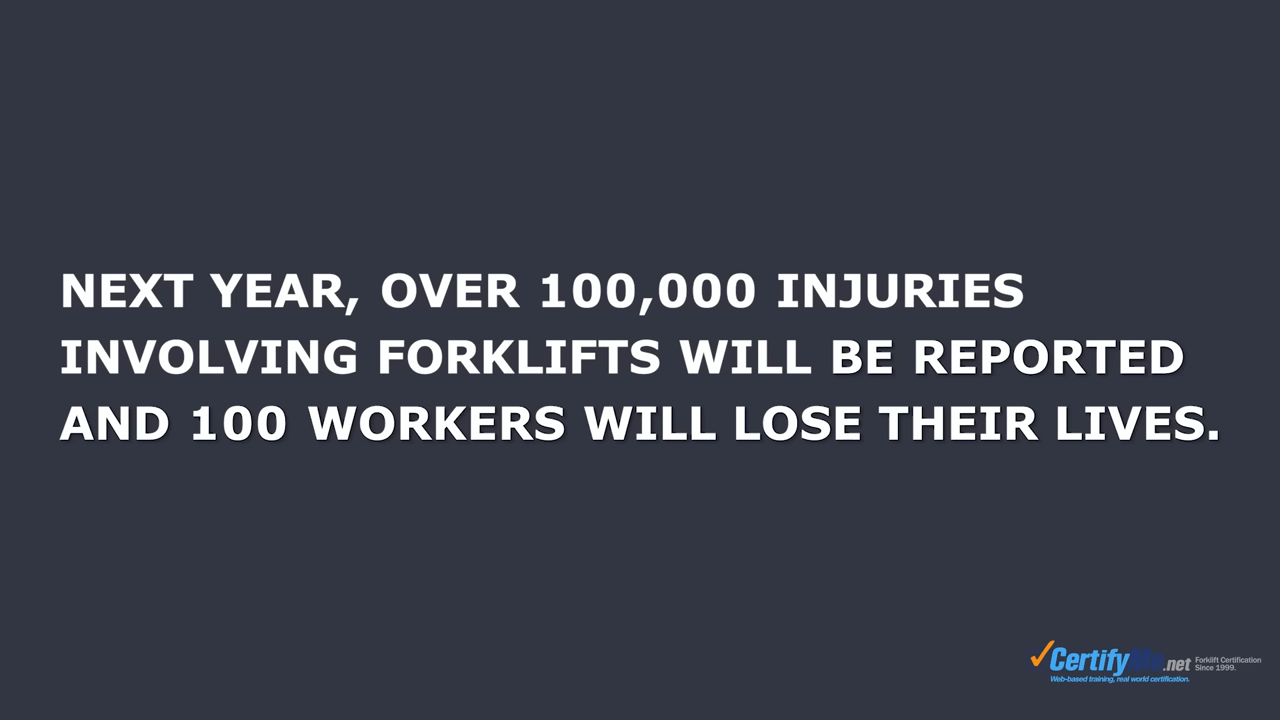 NEXT YEAR, OVER 100,000 INJURIES
INVOLVING FORKLIFTS WILL BE REPORTED
AND 100 WORKERS WILL LOSE THEIR LIVES.
CertifyMe.net
Forklift Certification
Since 1999.
Web-based training, real world certification.